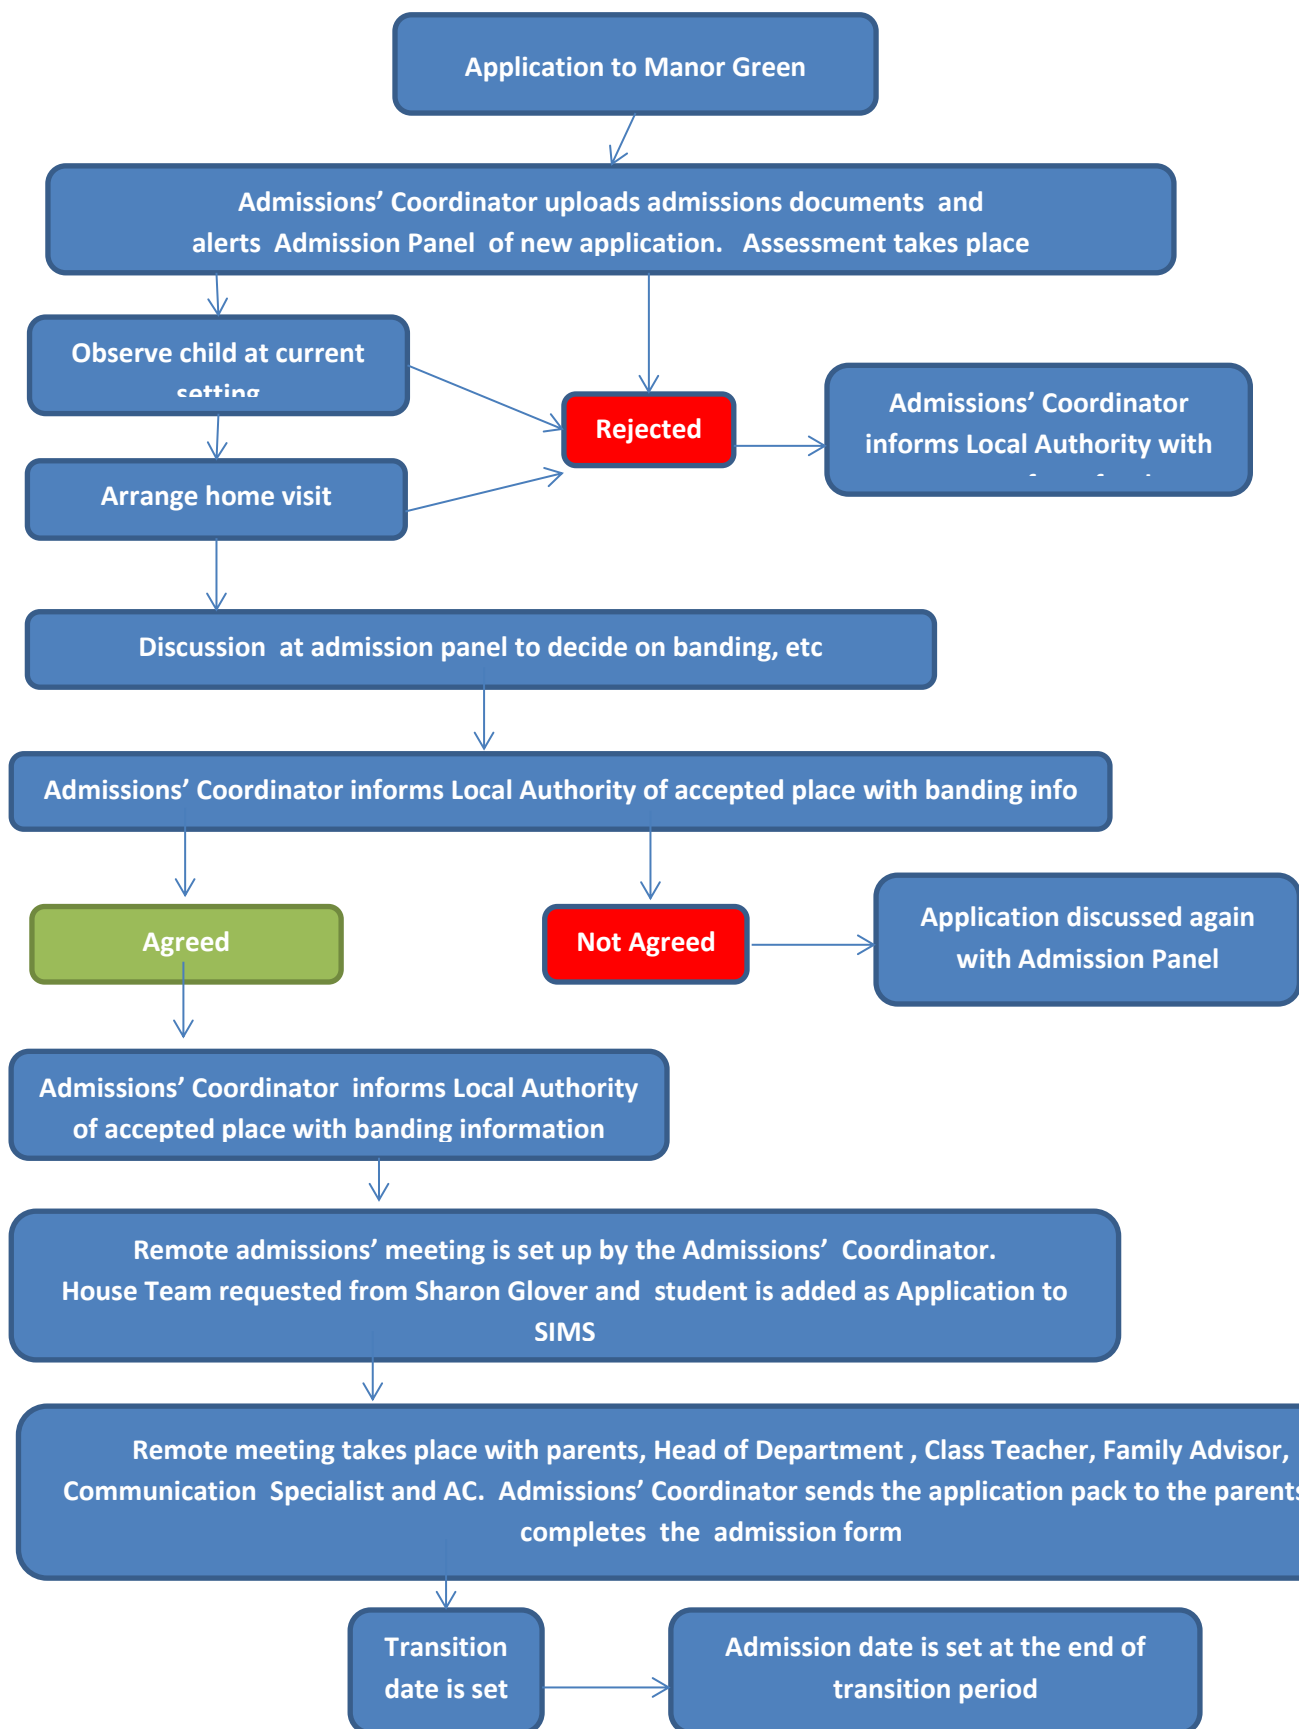 Application to Manor Green
Admissions’ Coordinator uploads admissions documents and
alerts Admission Panel of new application. Assessment takes place
Observe child at current
setting
Rejected
Admissions’ Coordinator
informs Local Authority with
Arrange home visit
Discussion at admission panel to decide on banding, etc
Admissions’ Coordinator informs Local Authority of accepted place with banding info
Agreed
Not Agreed
Application discussed again
with Admission Panel
Admissions’ Coordinator informs Local Authority
of accepted place with banding information
Remote admissions’ meeting is set up by the Admissions’ Coordinator.
House Team requested from Sharon Glover and student is added as Application to
SIMS
Remote meeting takes place with parents, Head of Department , Class Teacher, Family Advisor,
Communication Specialist and AC. Admissions’ Coordinator sends the application pack to the parents
completes the admission form
Transition
date is set
Admission date is set at the end of
transition period